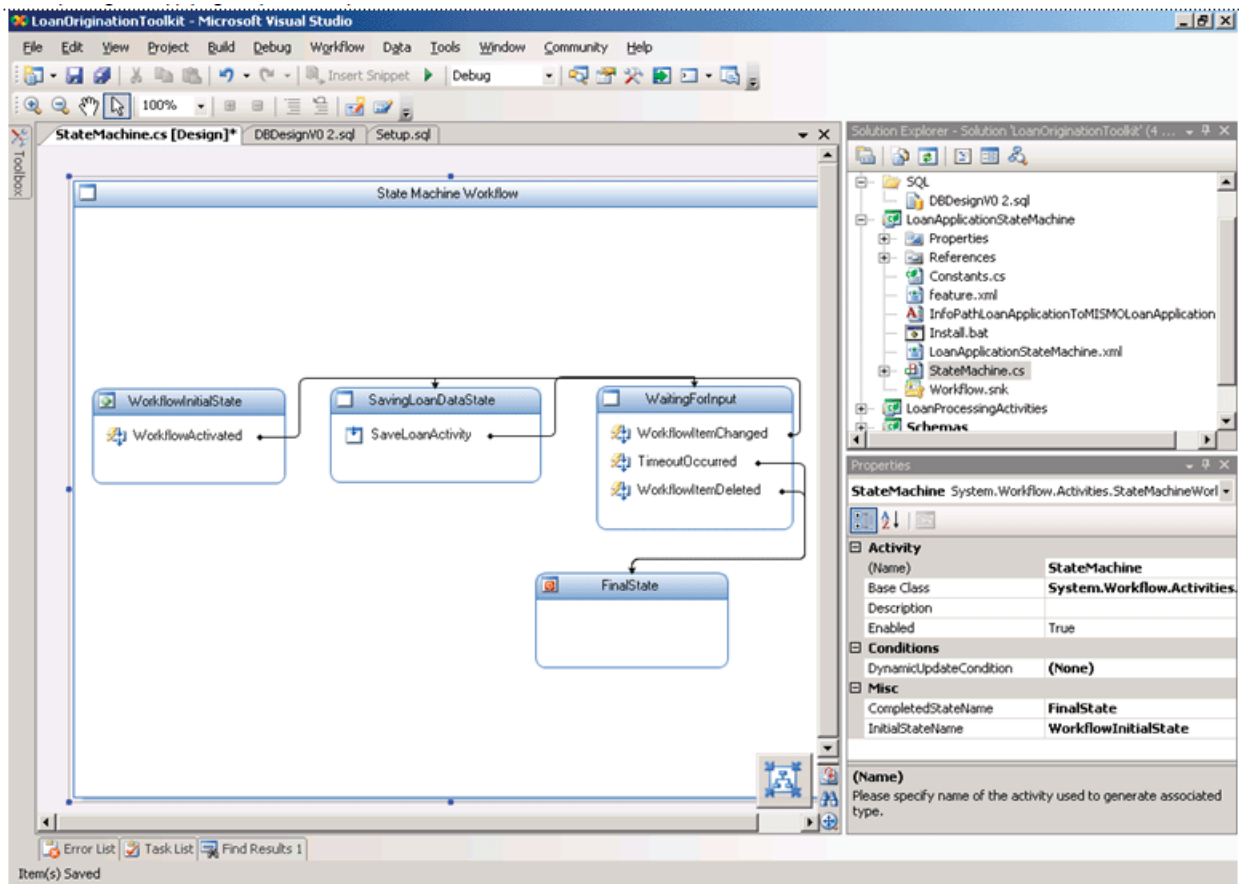 LoanOriginationToolkit - Microsoft Visual Studio
File Edit View Project Build Debug Workflow Data Tools Window Community Help
Insert Snippet Debug
100%
StateMachine.cs [Design]* DBDesignV0 2.sql Setup.sql
Toolbox
State Machine Workflow
WorkflowInitialState
WorkflowActivated
SavingLoanDataState
SaveLoanActivity
WaitingForInput
WorkflowItemChanged
TimeoutOccurred
WorkflowItemDeleted
FinalState
Solution Explorer - Solution 'LoanOriginationToolkit' (4 ...
SQL
DBDesignV0 2.sql
LoanApplicationStateMachine
Properties
References
Constants.cs
feature.xml
InfoPathLoanApplicationToMISMOLoanApplication
Install.bat
LoanApplicationStateMachine.xml
StateMachine.cs
Workflow.snk
LoanProcessingActivities
Schemas
Properties
StateMachine System.Workflow.Activities.StateMachineWorl
Activity
(Name) StateMachine
Base Class System.Workflow.Activities.
Description
Enabled True
Conditions
DynamicUpdateCondition (None)
Misc
CompletedStateName FinalState
InitialStateName WorkflowInitialState
(Name)
Please specify name of the activity used to generate associated
type.
Error List Task List Find Results 1
Item(s) Saved